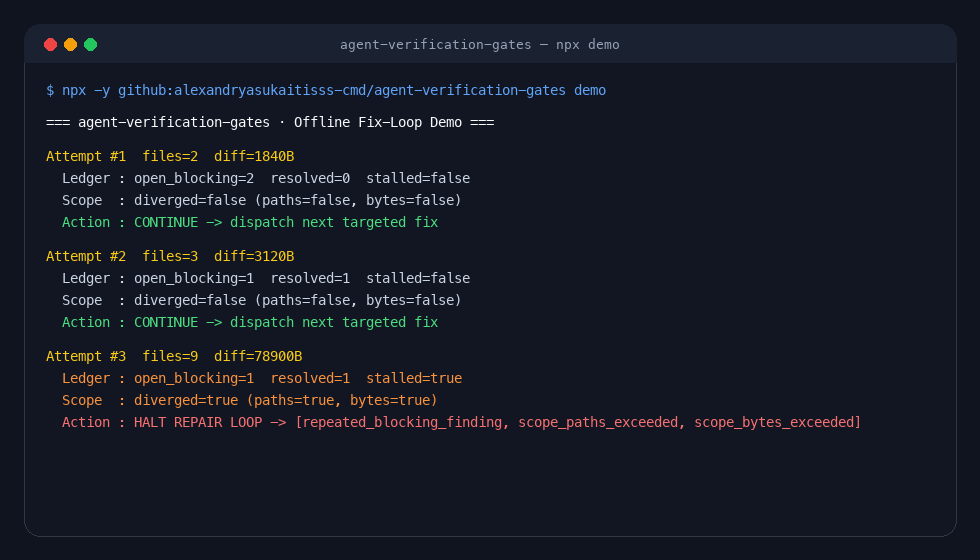 agent-verification-gates — npx demo
$ npx -y github:alexandryasukaitisss-cmd/agent-verification-gates demo
=== agent-verification-gates · Offline Fix-Loop Demo ===
Attempt #1  files=2  diff=1840B
Ledger : open_blocking=2  resolved=0  stalled=false
Scope  : diverged=false (paths=false, bytes=false)
Action : CONTINUE -> dispatch next targeted fix
Attempt #2  files=3  diff=3120B
Ledger : open_blocking=1  resolved=1  stalled=false
Scope  : diverged=false (paths=false, bytes=false)
Action : CONTINUE -> dispatch next targeted fix
Attempt #3  files=9  diff=78900B
Ledger : open_blocking=1  resolved=1  stalled=true
Scope  : diverged=true (paths=true, bytes=true)
Action : HALT REPAIR LOOP -> [repeated_blocking_finding, scope_paths_exceeded, scope_bytes_exceeded]